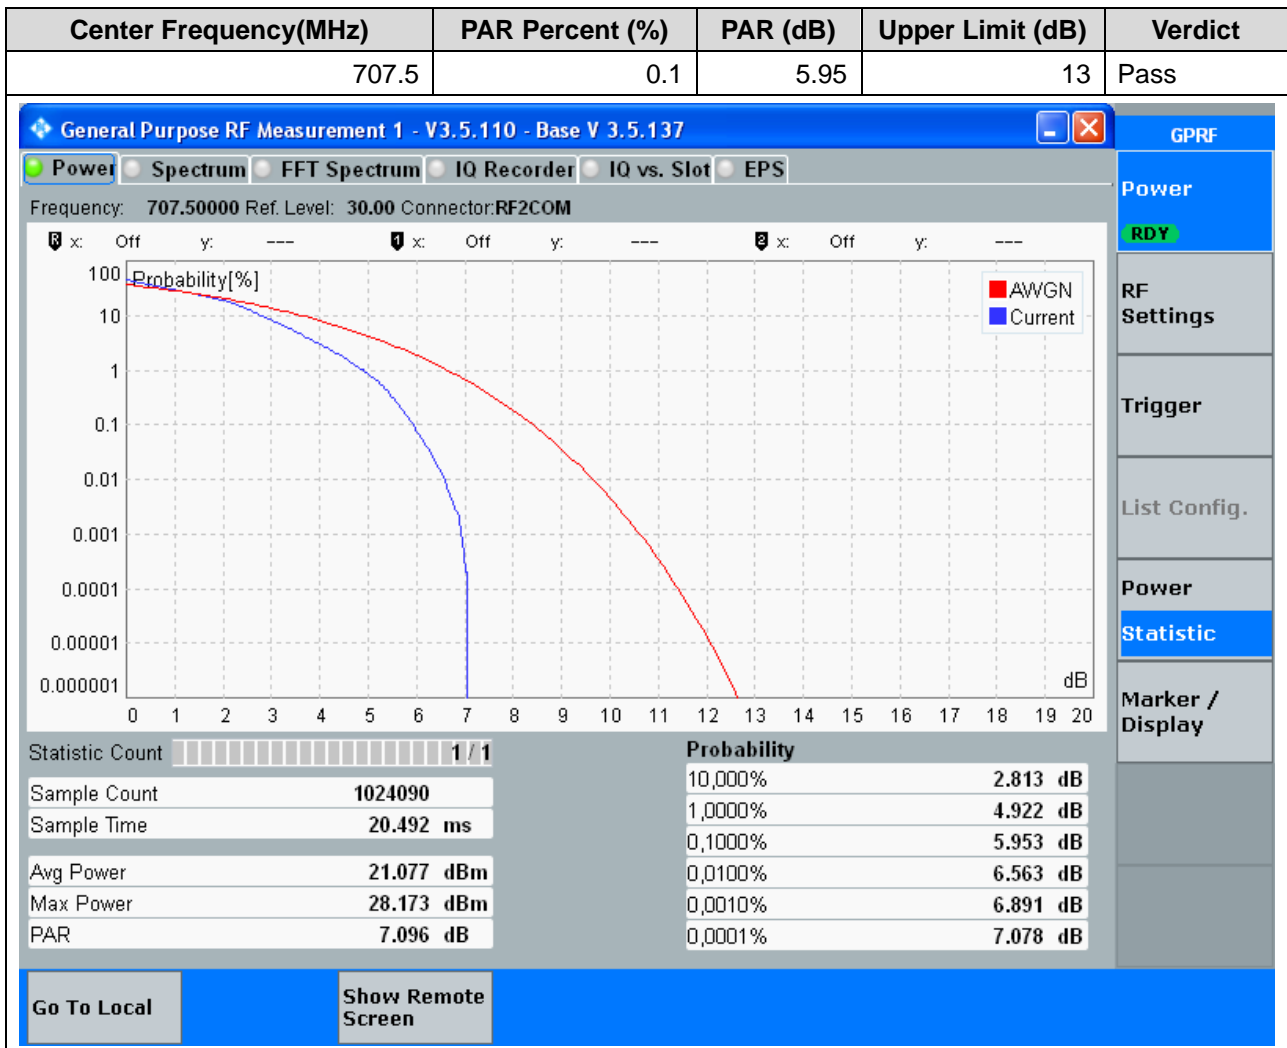 Center Frequency(MHz) PAR Percent (%) PAR (dB) Upper Limit (dB) Verdict
707.5 0.1 5.95 13 Pass
General Purpose RF Measurement 1 - V3.5.110 - Base V 3.5.137
GPRF
Power Spectrum FFT Spectrum IQ Recorder IQ vs. Slot EPS
Frequency: 707.50000 Ref. Level: 30.00 Connector:RF2COM
R x: Off y: --- 1 x: Off y: --- 2 x: Off y: ---
Probability[%]
AWGN
Current
100
10
1
0.1
0.01
0.001
0.0001
0.00001
0.000001
dB
0 1 2 3 4 5 6 7 8 9 10 11 12 13 14 15 16 17 18 19 20
Statistic Count 1 / 1
Sample Count 1024090
Sample Time 20.492 ms
Avg Power 21.077 dBm
Max Power 28.173 dBm
PAR 7.096 dB
Probability
10,000% 2.813 dB
1,0000% 4.922 dB
0,1000% 5.953 dB
0,0100% 6.563 dB
0,0010% 6.891 dB
0,0001% 7.078 dB
Power
RDY
RF
Settings
Trigger
List Config.
Power
Statistic
Marker /
Display
Go To Local
Show Remote
Screen